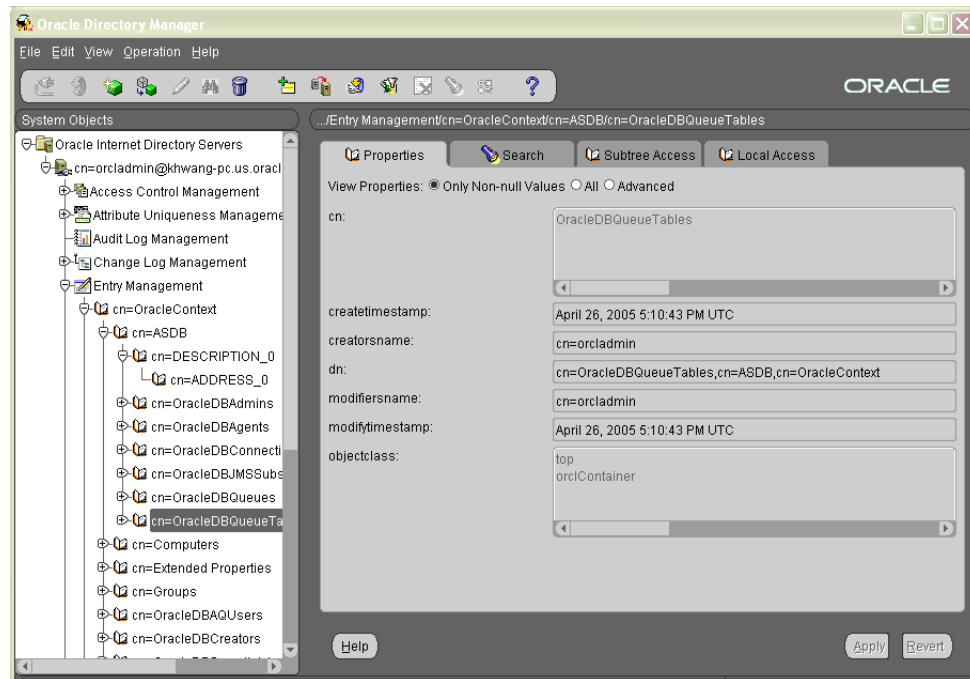 Oracle Directory Manager
File Edit View Operation Help
ORACLE
System Objects
.../Entry Management/cn=OracleContext/cn=ASDB/cn=OracleDBQueueTables
Oracle Internet Directory Servers
cn=orcladmin@khwang-pc.us.oracl
Access Control Management
Attribute Uniqueness Manageme
Audit Log Management
Change Log Management
Entry Management
cn=OracleContext
cn=ASDB
cn=DESCRIPTION_0
cn=ADDRESS_0
cn=OracleDBAdmins
cn=OracleDBAgents
cn=OracleDBConnecti
cn=OracleDBJMSSubs
cn=OracleDBQueues
cn=OracleDBQueueTa
cn=Computers
cn=Extended Properties
cn=Groups
cn=OracleDBAQUsers
cn=OracleDBCreators
Properties Search Subtree Access Local Access
View Properties: Only Non-null Values All Advanced
cn: OracleDBQueueTables
createtimestamp: April 26, 2005 5:10:43 PM UTC
creatorsname: cn=orcladmin
dn: cn=OracleDBQueueTables,cn=ASDB,cn=OracleContext
modifiersname: cn=orcladmin
modifytimestamp: April 26, 2005 5:10:43 PM UTC
objectclass: top
orclContainer
Help Apply Revert